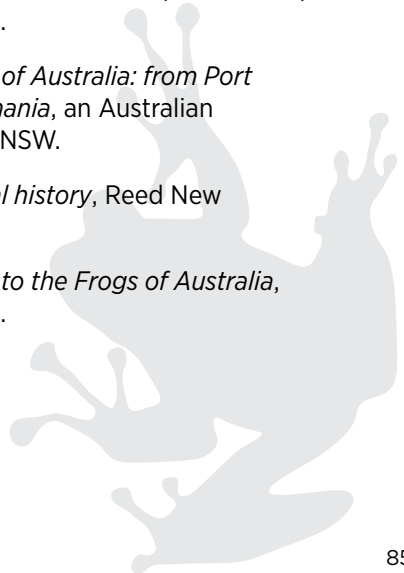 .
of Australia: from Port
nania, an Australian
NSW.
l history, Reed New
to the Frogs of Australia,
.
85